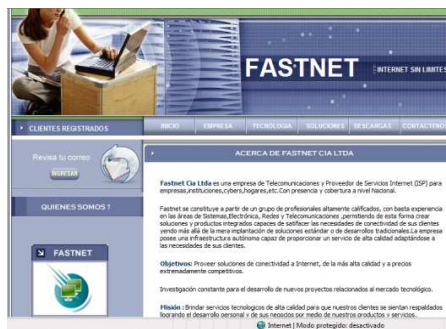 FASTNET
INTERNET SIN LIMITES
CLIENTES REGISTRADOS
INICIO EMPRESA TECNOLOGIA SOLUCIONES DESCARGAS CONTACTENO
Revisa tu correo
INGRESAR
ACERCA DE FASTNET CIA LTDA
Fastnet Cia Ltda es una empresa de Telecomunicaciones y Proveedor de Servicios Internet (ISP) para
empresas,instituciones,cybers,hogares,etc.Con presencia y cobertura a nivel Nacional.
QUIENES SOMOS ?
Fastnet se constituye a partir de un grupo de profesionales altamente calificados, con basta experiencia
en las áreas de Sistemas,Electrónica, Redes y Telecomunicaciones ,permitiendo de esta forma crear
soluciones y productos integrados capaces de satisfacer las necesidades de conectividad de sus clientes
yendo más allá de la mera implantación de soluciones estándar o de desarrollos tradicionales.La empresa
posee una infraestructura autónoma capaz de proporcionar un servicio de alta calidad adaptándose a
las necesidades de sus clientes.
FASTNET
Objetivos: Proveer soluciones de conectividad a Internet, de la más alta calidad y a precios
extremadamente competitivos.
Investigación constante para el desarrollo de nuevos proyectos relacionados al mercado tecnológico.
Misión : Brindar servicios tecnologicos de alta calidad para que nuestros clientes se sientan respaldados
logrando el desarrollo personal y de sus negocios por medio de nuestros productos y servicios.
Internet | Modo protegido: desactivado